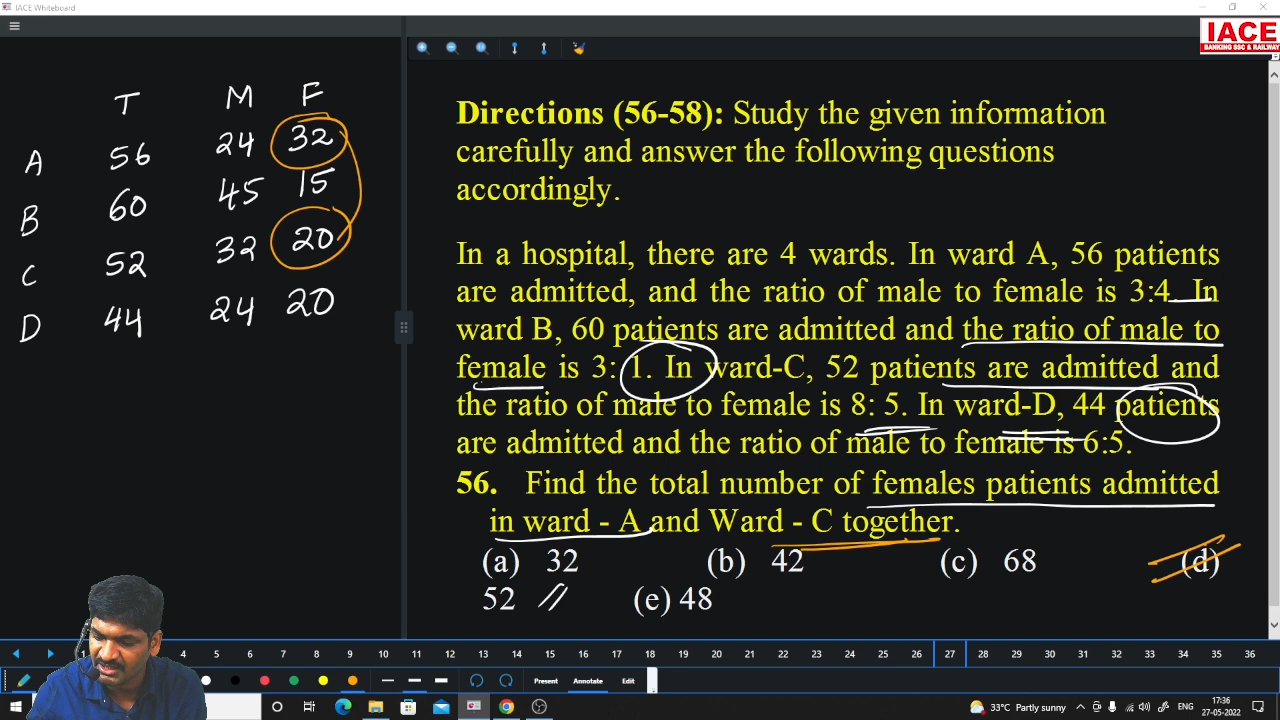 IACE Whiteboard
IACE
BANKING SSC & RAILWAY
T M F
A 56 24 32
B 60 45 15
C 52 32 20
D 44 24 20
Directions (56-58): Study the given information
carefully and answer the following questions
accordingly.
In a hospital, there are 4 wards. In ward A, 56 patients
are admitted, and the ratio of male to female is 3:4. In
ward B, 60 patients are admitted and the ratio of male to
female is 3: 1. In ward-C, 52 patients are admitted and
the ratio of male to female is 8: 5. In ward-D, 44 patients
are admitted and the ratio of male to female is 6:5.
56. Find the total number of females patients admitted
in ward - A and Ward - C together.
(a) 32 (b) 42 (c) 68 (d)
52 (e) 48
4 5 6 7 8 9 10 11 12 13 14 15 16 17 18 19 20 21 22 23 24 25 26 27 28 29 30 31 32 33 34 35 36
Present Annotate Edit
33°C Partly sunny ENG 17:36
27-05-2022